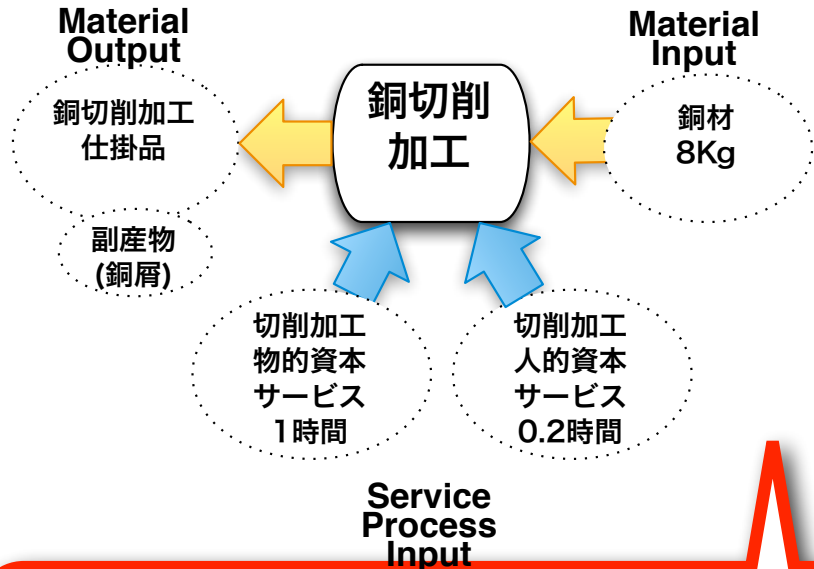 Material
Output
Material
Input
銅切削加工
仕掛品
銅切削
加工
銅材
8Kg
副産物
(銅屑)
切削加工
物的資本
サービス
1時間
切削加工
人的資本
サービス
0.2時間
Service
Process
Input